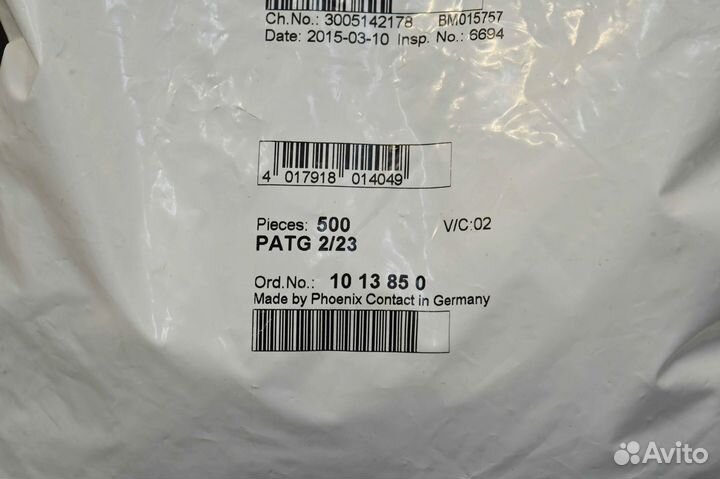 Ch.No.: 3005142178 BM015757
Date: 2015-03-10 Insp. No.: 6694
4 017918 014049
Pieces: 500 V/C:02
PATG 2/23
Ord.No.: 10 13 85 0
Made by Phoenix Contact in Germany
Avito